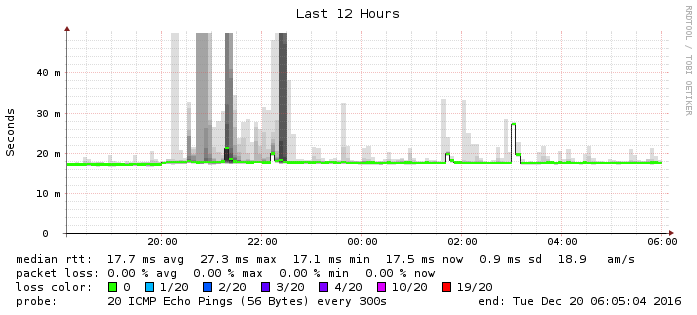 Last 12 Hours
RRDTOOL / TOBI OETIKER
Seconds
40 m
30 m
20 m
10 m
0
20:00 22:00 00:00 02:00 04:00 06:00
median rtt: 17.7 ms avg 27.3 ms max 17.1 ms min 17.5 ms now 0.9 ms sd 18.9 am/s
packet loss: 0.00 % avg 0.00 % max 0.00 % min 0.00 % now
loss color: 0 1/20 2/20 3/20 4/20 10/20 19/20
probe: 20 ICMP Echo Pings (56 Bytes) every 300s end: Tue Dec 20 06:05:04 2016